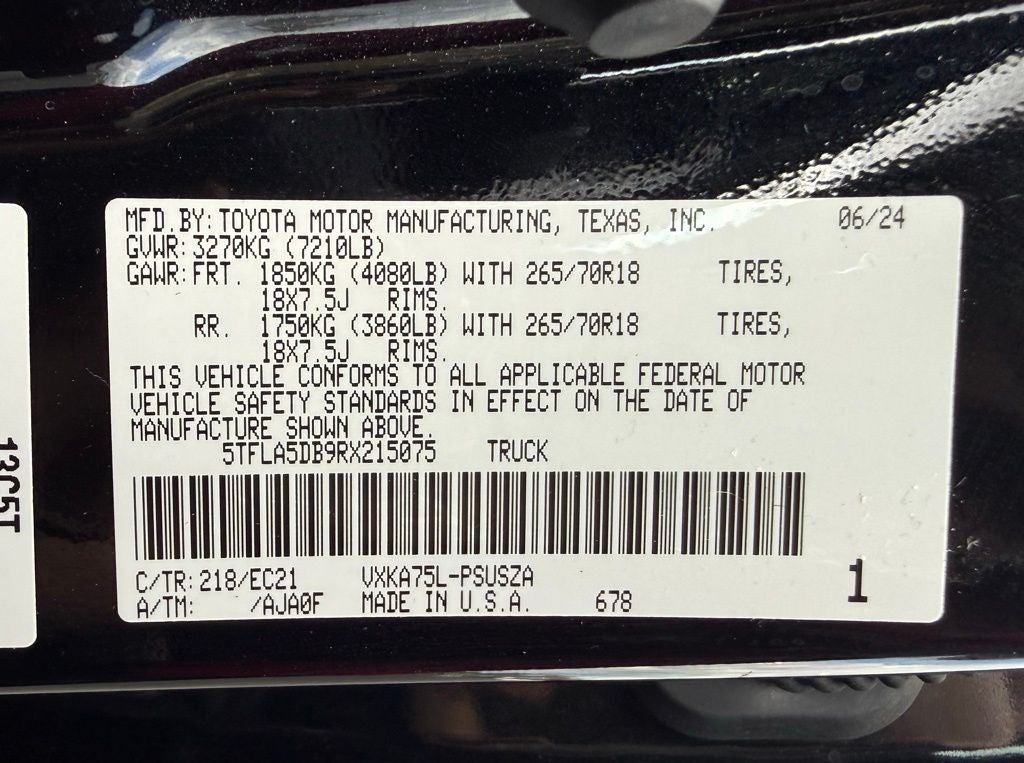 MFD.BY: TOYOTA MOTOR MANUFACTURING, TEXAS, INC. 06/24
GVWR: 3270KG (7210LB)
GAWR: FRT. 1850KG (4080LB) WITH 265/70R18 TIRES,
18X7.5J RIMS.
RR. 1750KG (3860LB) WITH 265/70R18 TIRES,
18X7.5J RIMS.
THIS VEHICLE CONFORMS TO ALL APPLICABLE FEDERAL MOTOR
VEHICLE SAFETY STANDARDS IN EFFECT ON THE DATE OF
MANUFACTURE SHOWN ABOVE.
5TFLA5DB9RX215075 TRUCK
C/TR: 218/EC21 VXKA75L-PSUSZA
A/TM: /AJA0F MADE IN U.S.A. 678
1
13C5T